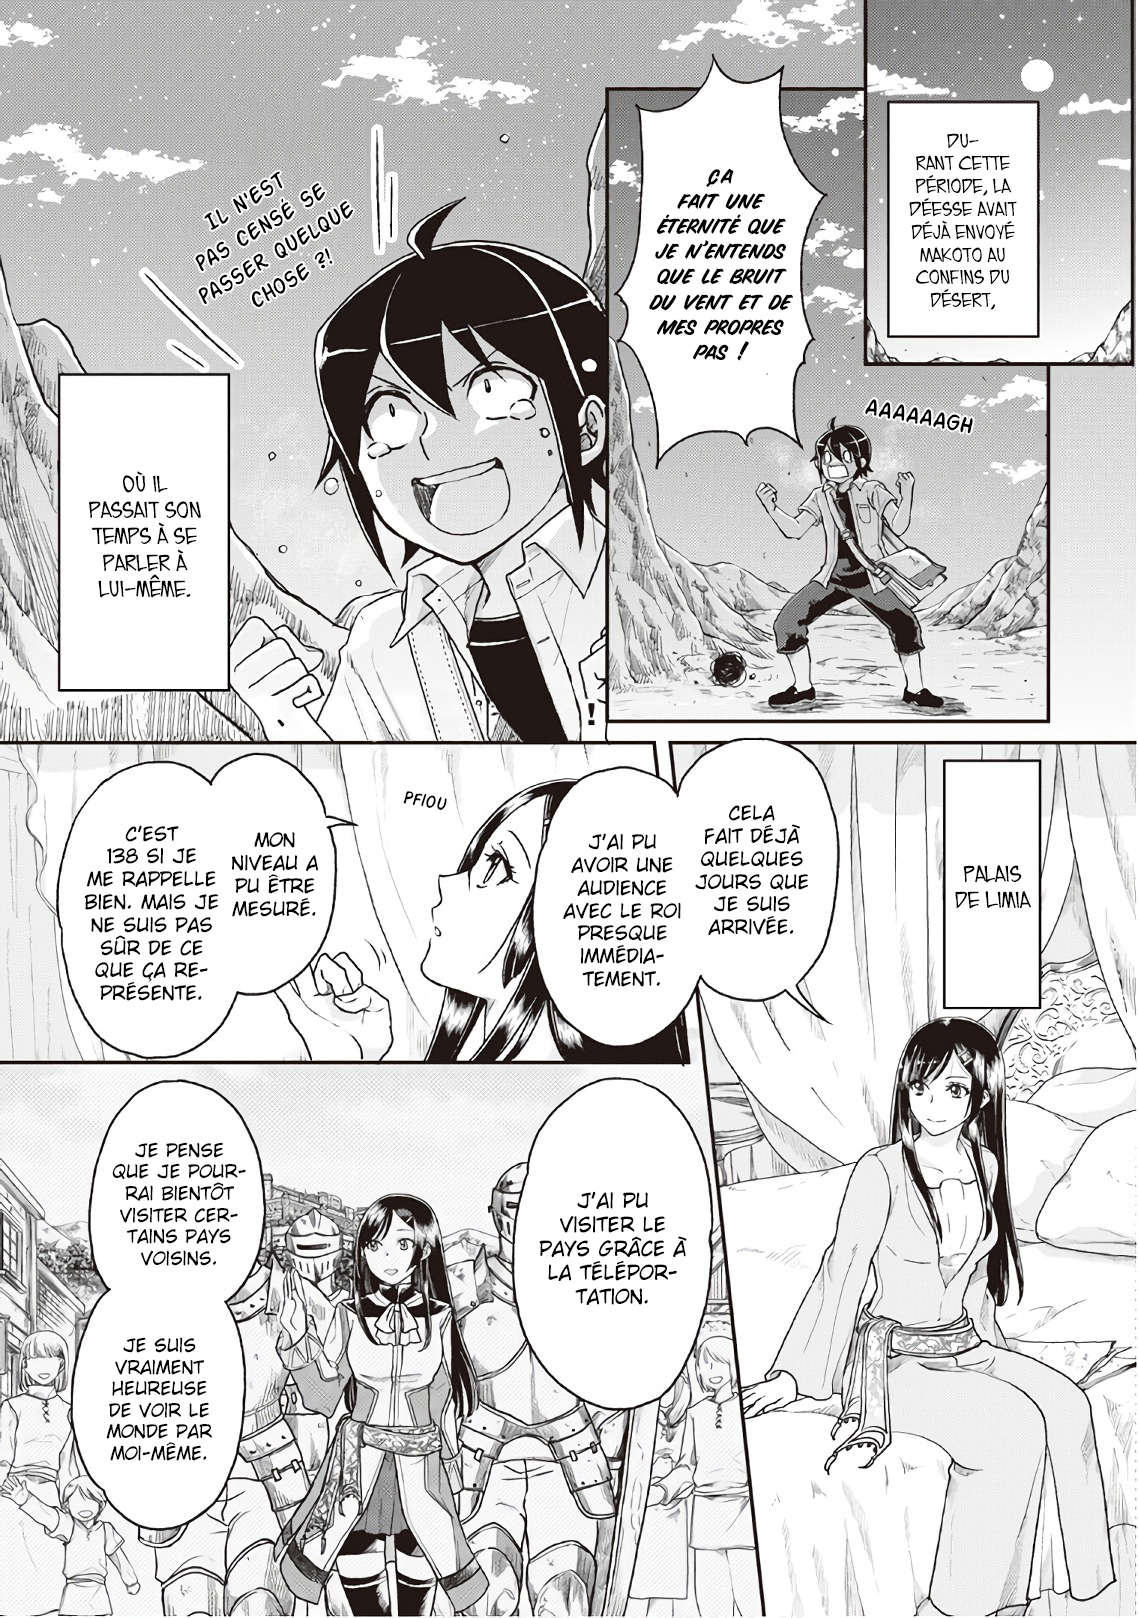 DU-
RANT CETTE
PÉRIODE, LA
DÉESSE AVAIT
DÉJÀ ENVOYÉ
MAKOTO AU
CONFINS DU
DÉSERT,
ÇA
FAIT UNE
ÉTERNITÉ QUE
JE N'ENTENDS
QUE LE BRUIT
DU VENT ET DE
MES PROPRES
PAS !
AAAAAAGH
IL N'EST
PAS CENSÉ SE
PASSER QUELQUE
CHOSE ?!
OÙ IL
PASSAIT SON
TEMPS À SE
PARLER À
LUI-MÊME.
!
PALAIS
DE LIMIA
CELA
FAIT DÉJÀ
QUELQUES
JOURS QUE
JE SUIS
ARRIVÉE.
J'AI PU
AVOIR UNE
AUDIENCE
AVEC LE ROI
PRESQUE
IMMÉDIA-
TEMENT.
PFIOU
MON
NIVEAU A
PU ÊTRE
MESURÉ.
C'EST
138 SI JE
ME RAPPELLE
BIEN. MAIS JE
NE SUIS PAS
SÛR DE CE
QUE ÇA RE-
PRÉSENTE.
J'AI PU
VISITER LE
PAYS GRÂCE À
LA TÉLÉPOR-
TATION.
JE PENSE
QUE JE POUR-
RAI BIENTÔT
VISITER CER-
TAINS PAYS
VOISINS.
JE SUIS
VRAIMENT
HEUREUSE
DE VOIR LE
MONDE PAR
MOI-MÊME.